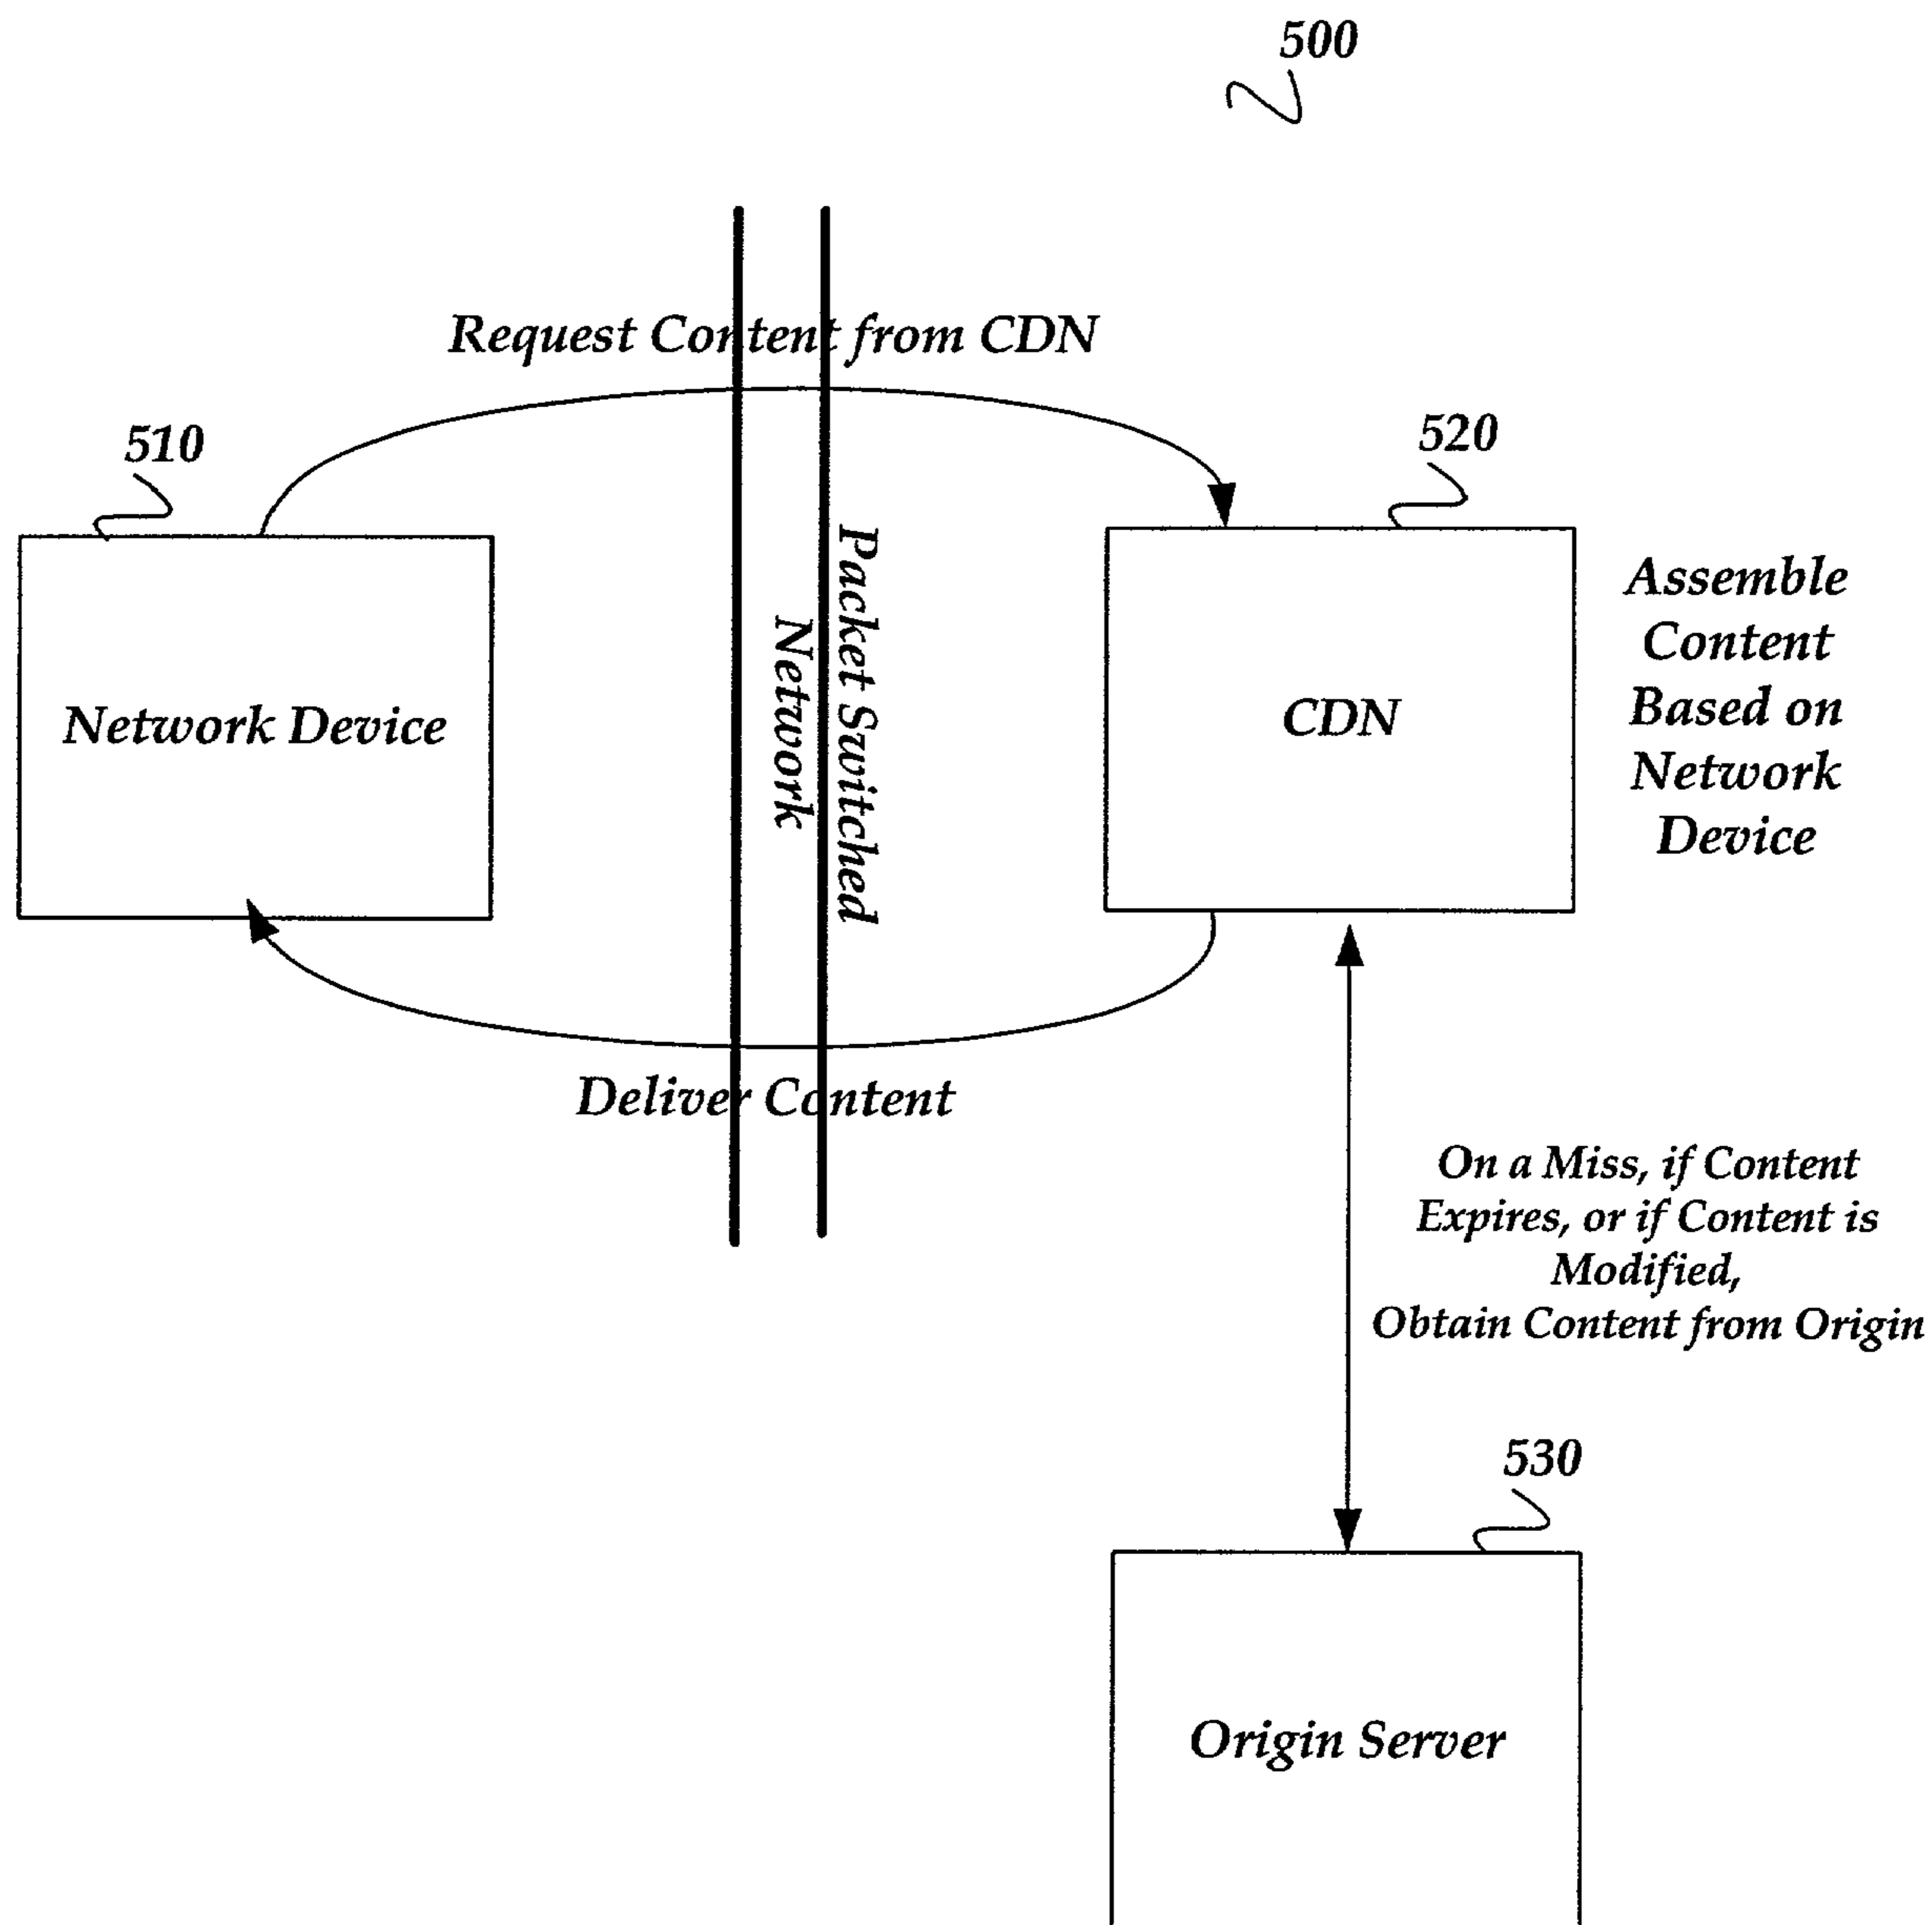 500
Request Content from CDN
510
520
Network Device
Packet Switched
Network
CDN
Assemble
Content
Based on
Network
Device
Deliver Content
On a Miss, if Content
Expires, or if Content is
Modified,
Obtain Content from Origin
530
Origin Server